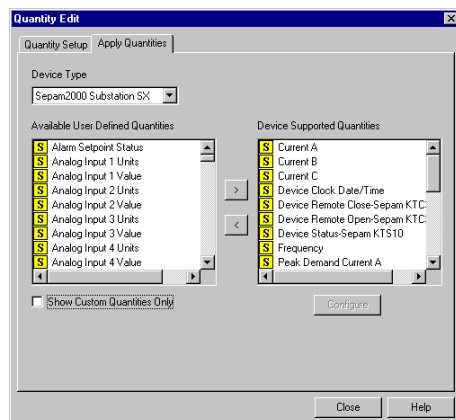 Quantity Edit
Quantity Setup
Apply Quantities
Device Type
Sepam2000 Substation SX
Available User Defined Quantities
S Alarm Setpoint Status
S Analog Input 1 Units
S Analog Input 1 Value
S Analog Input 2 Units
S Analog Input 2 Value
S Analog Input 3 Units
S Analog Input 3 Value
S Analog Input 4 Units
S Analog Input 4 Value
Show Custom Quantities Only
>
<
Device Supported Quantities
S Current A
S Current B
S Current C
S Device Clock Date/Time
S Device Remote Close-Sepam KTC
S Device Remote Open-Sepam KTC
S Device Status-Sepam KTS10
S Frequency
S Peak Demand Current A
Configure
Close
Help